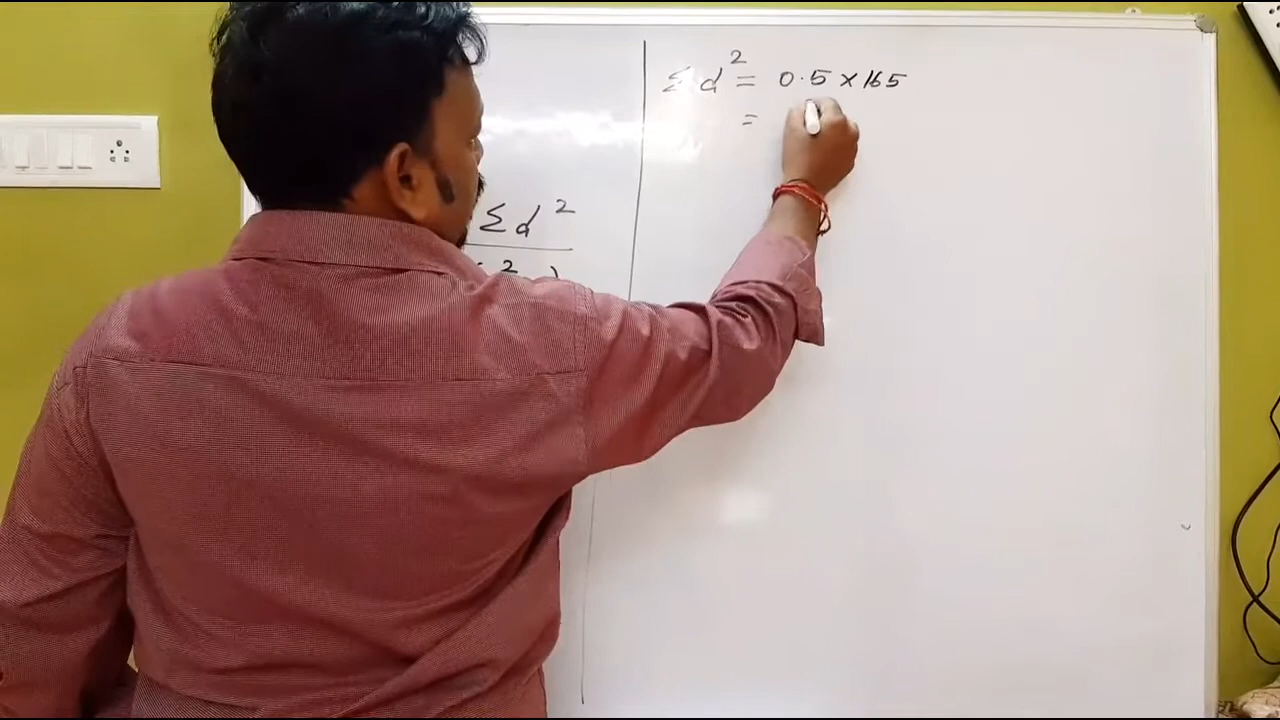 Σd² = 0.5 × 165
=
Σd²